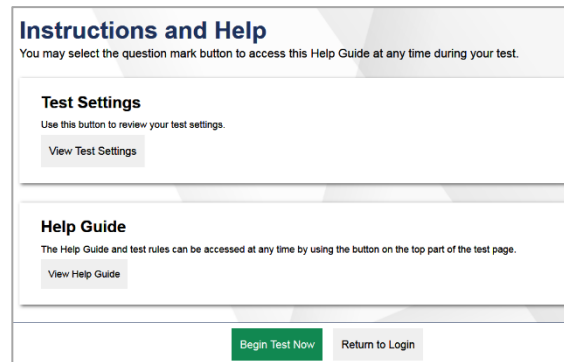 Instructions and Help
You may select the question mark button to access this Help Guide at any time during your test.
Test Settings
Use this button to review your test settings.
View Test Settings
Help Guide
The Help Guide and test rules can be accessed at any time by using the button on the top part of the test page.
View Help Guide
Begin Test Now
Return to Login